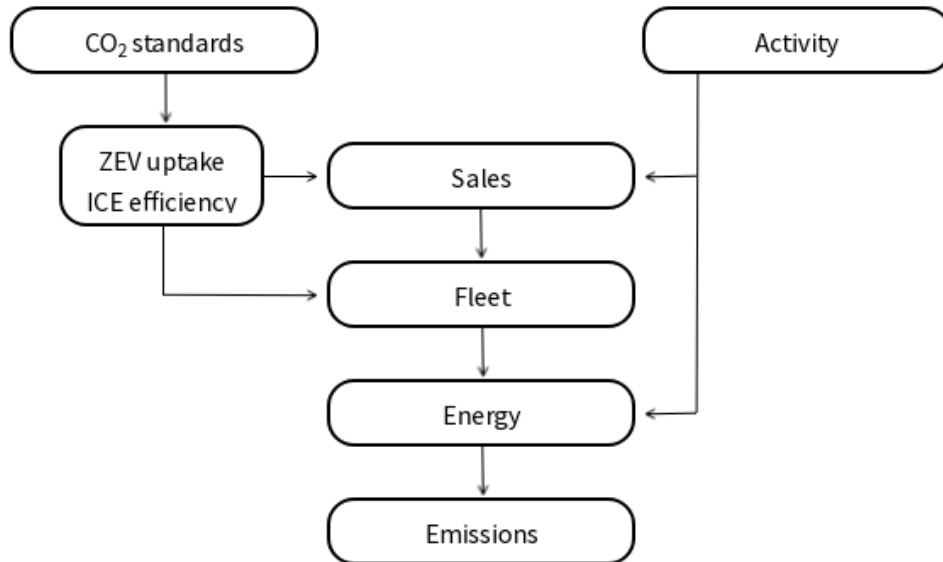 CO₂ standards
Activity
ZEV uptake
ICE efficiency
Sales
Fleet
Energy
Emissions